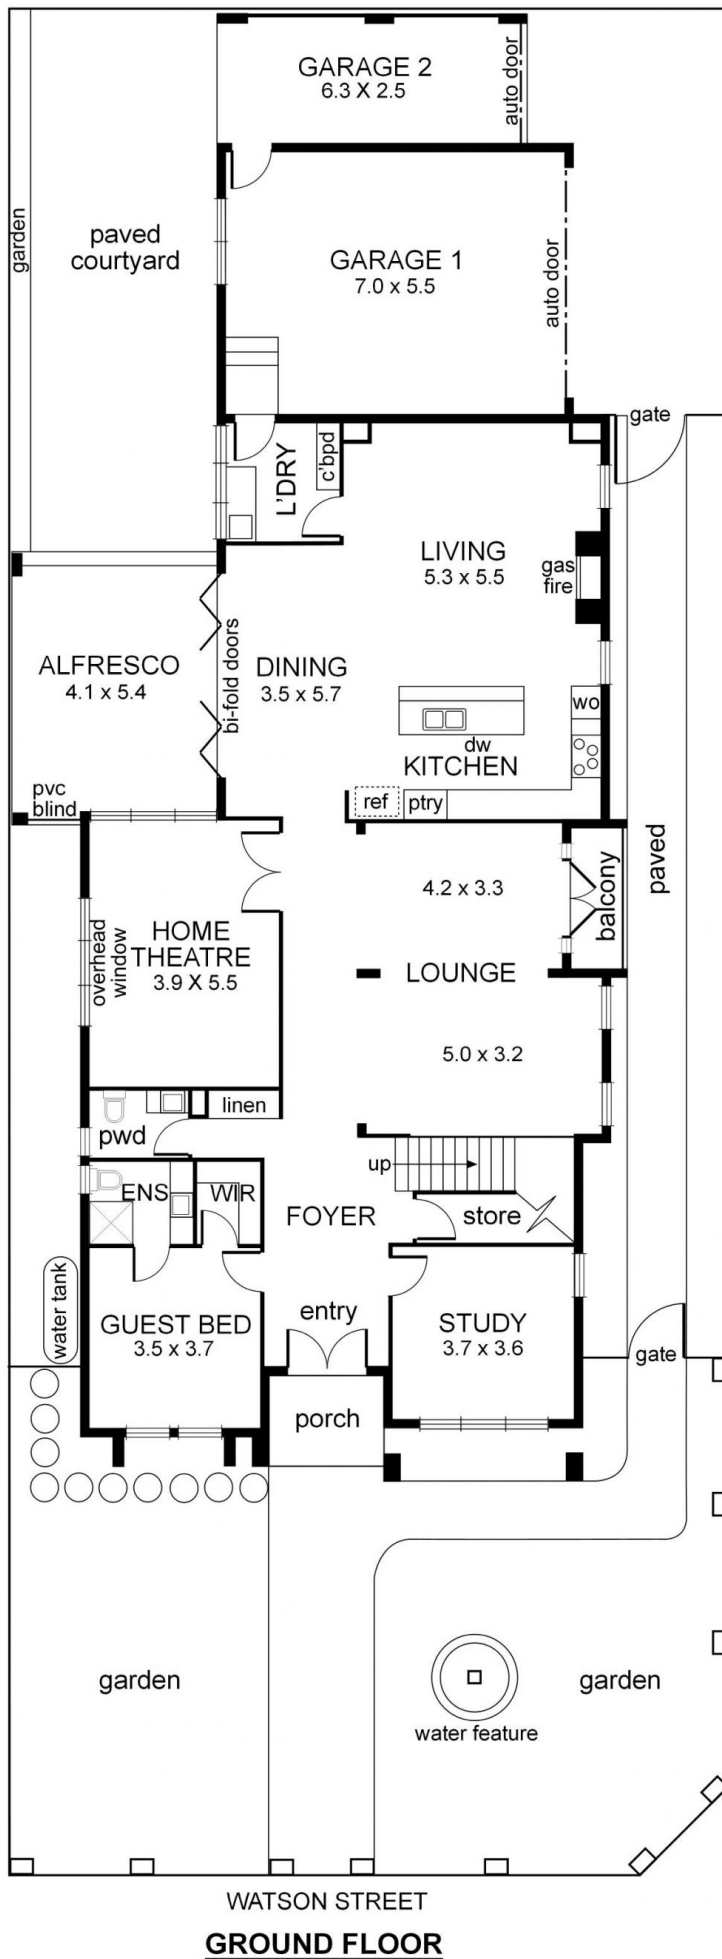 GARAGE 2
6.3 X 2.5
auto door
garden
paved
courtyard
GARAGE 1
7.0 x 5.5
auto door
gate
L'DRY
c'bpd
LIVING
5.3 x 5.5
gas
fire
ALFRESCO
4.1 x 5.4
bi-fold doors
DINING
3.5 x 5.7
wo
dw
KITCHEN
pvc
blind
ref
ptry
paved
4.2 x 3.3
balcony
overhead
window
HOME
THEATRE
3.9 X 5.5
LOUNGE
5.0 x 3.2
linen
pwd
up
ENS
WIR
FOYER
store
water tank
GUEST BED
3.5 x 3.7
entry
STUDY
3.7 x 3.6
gate
porch
garden
garden
water feature
WATSON STREET
GROUND FLOOR